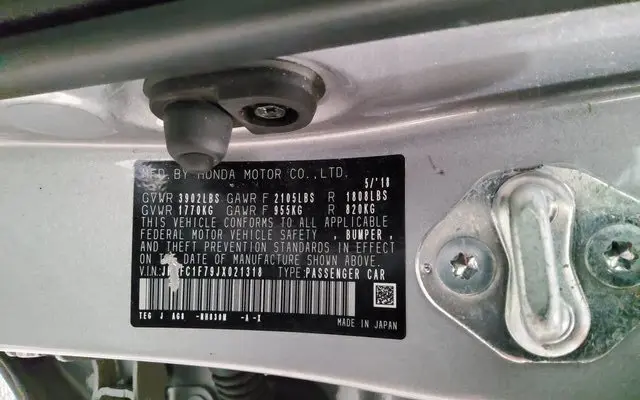 MFD.BY HONDA MOTOR CO.,LTD. 5/'18
GVWR 3902LBS GAWR F 2105LBS R 1808LBS
GVWR 1770KG GAWR F 955KG R 820KG
THIS VEHICLE CONFORMS TO ALL APPLICABLE
FEDERAL MOTOR VEHICLE SAFETY , BUMPER ,
AND THEFT PREVENTION STANDARDS IN EFFECT
ON THE DATE OF MANUFACTURE SHOWN ABOVE.
V.I.N: TYPE:PASSENGER CAR
TEG J
MADE IN JAPAN